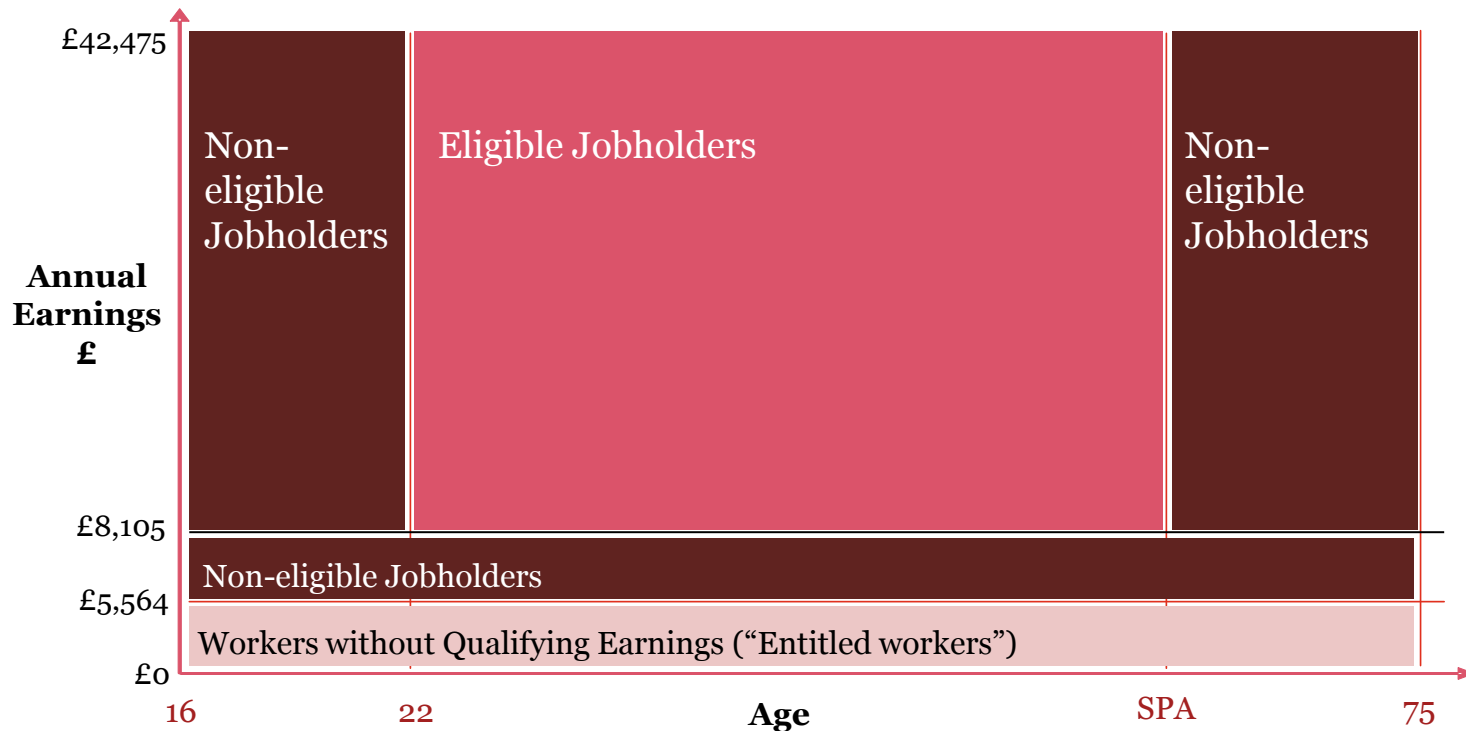 £42,475
Non-
eligible
Jobholders
Eligible Jobholders
Non-
eligible
Jobholders
Annual
Earnings
£
£8,105
Non-eligible Jobholders
£5,564
Workers without Qualifying Earnings (“Entitled workers”)
£0
16
22
Age
SPA
75